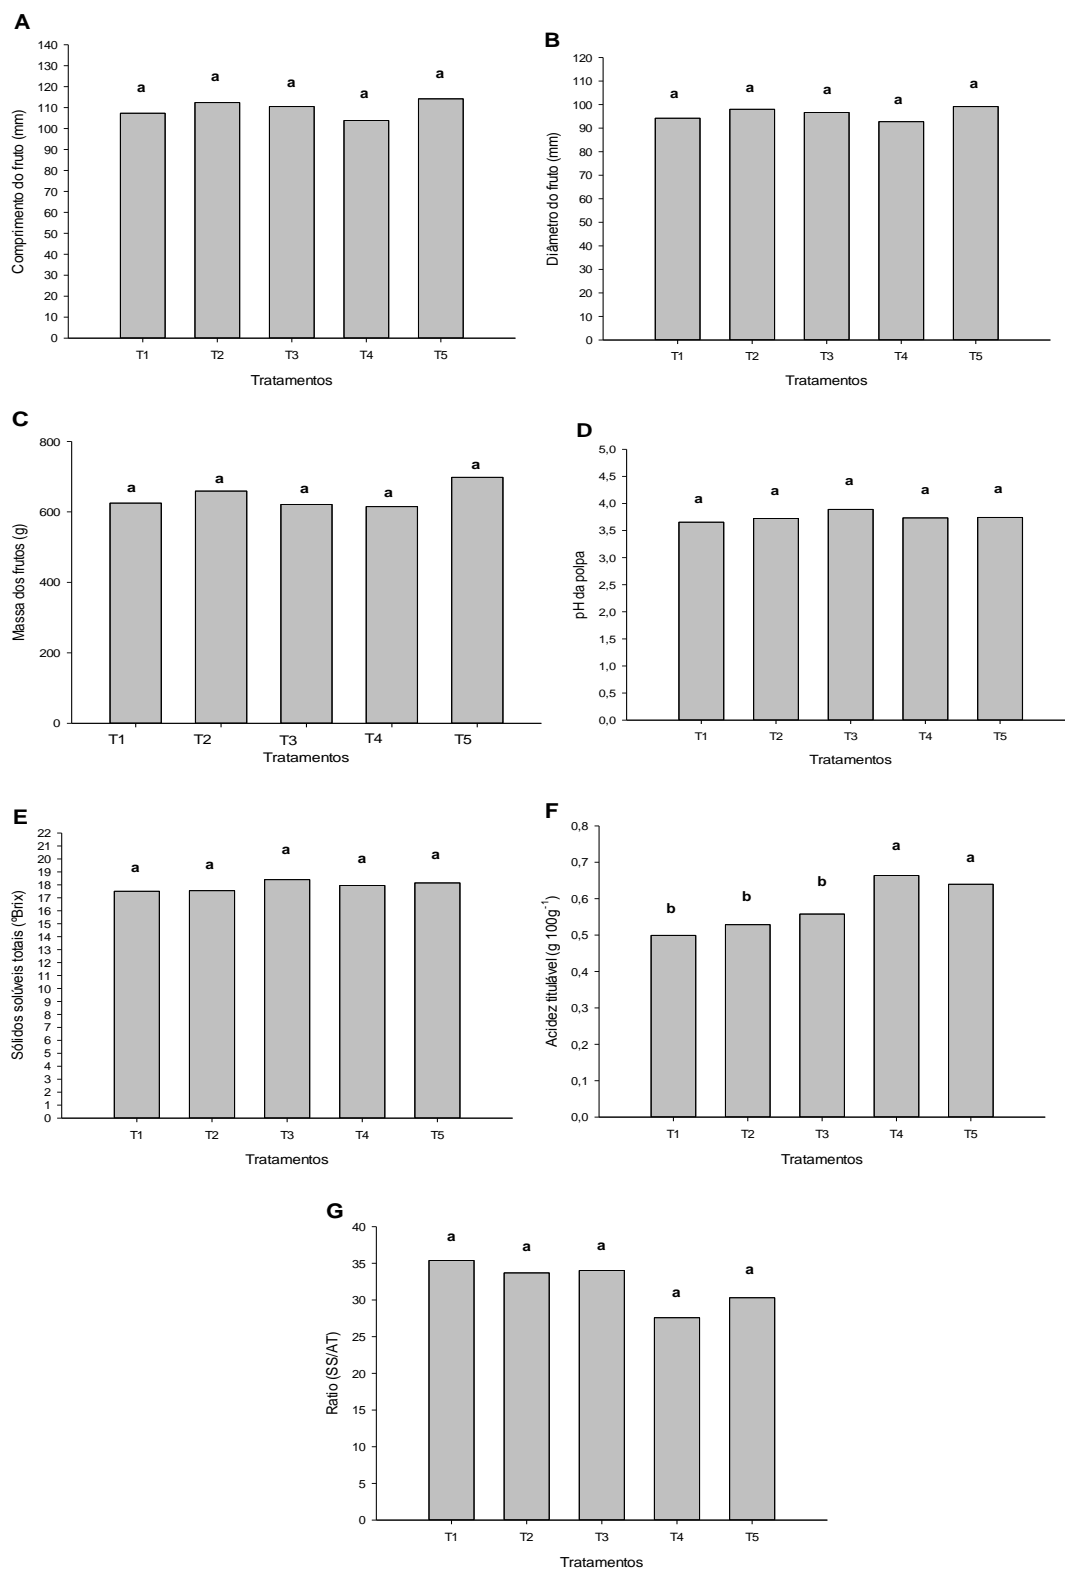 A
Comprimento do fruto (mm)
140
130
120
110
100
90
80
70
60
50
40
30
20
10
0
a a a a a
T1 T2 T3 T4 T5
Tratamentos
B
Diâmetro do fruto (mm)
120
110
100
90
80
70
60
50
40
30
20
10
0
a a a a a
T1 T2 T3 T4 T5
Tratamentos
C
Massa dos frutos (g)
800
600
400
200
0
a a a a a
T1 T2 T3 T4 T5
Tratamentos
D
pH da polpa
5,0
4,5
4,0
3,5
3,0
2,5
2,0
1,5
1,0
0,5
0,0
a a a a a
T1 T2 T3 T4 T5
Tratamentos
E
Sólidos solúveis totais (ºBrix)
22
21
20
19
18
17
16
15
14
13
12
11
10
9
8
7
6
5
4
3
2
1
0
a a a a a
T1 T2 T3 T4 T5
Tratamentos
F
Acidez titulável (g 100g⁻¹)
0,8
0,7
0,6
0,5
0,4
0,3
0,2
0,1
0,0
b b b a a
T1 T2 T3 T4 T5
Tratamentos
G
Ratio (SS/AT)
40
35
30
25
20
15
10
5
0
a a a a a
T1 T2 T3 T4 T5
Tratamentos